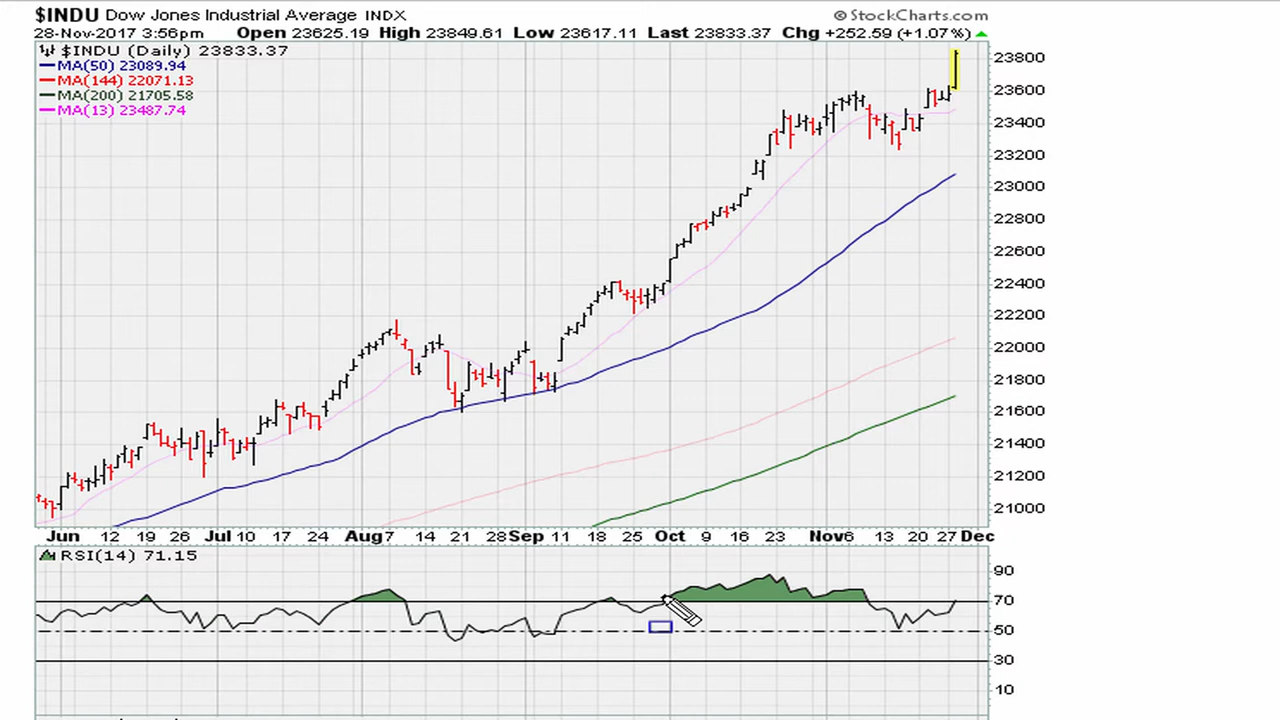 $INDU Dow Jones Industrial Average INDX
© StockCharts.com
28-Nov-2017 3:56pm
Open 23625.19 High 23849.61 Low 23617.11 Last 23833.37 Chg +252.59 (+1.07%)
$INDU (Daily) 23833.37
MA(50) 23089.94
MA(144) 22071.13
MA(200) 21705.58
MA(13) 23487.74
23800
23600
23400
23200
23000
22800
22600
22400
22200
22000
21800
21600
21400
21200
21000
Jun 12 19 26 Jul 10 17 24 Aug 7 14 21 28 Sep 11 18 25 Oct 9 16 23 Nov 6 13 20 27 Dec
RSI(14) 71.15
90
70
50
30
10